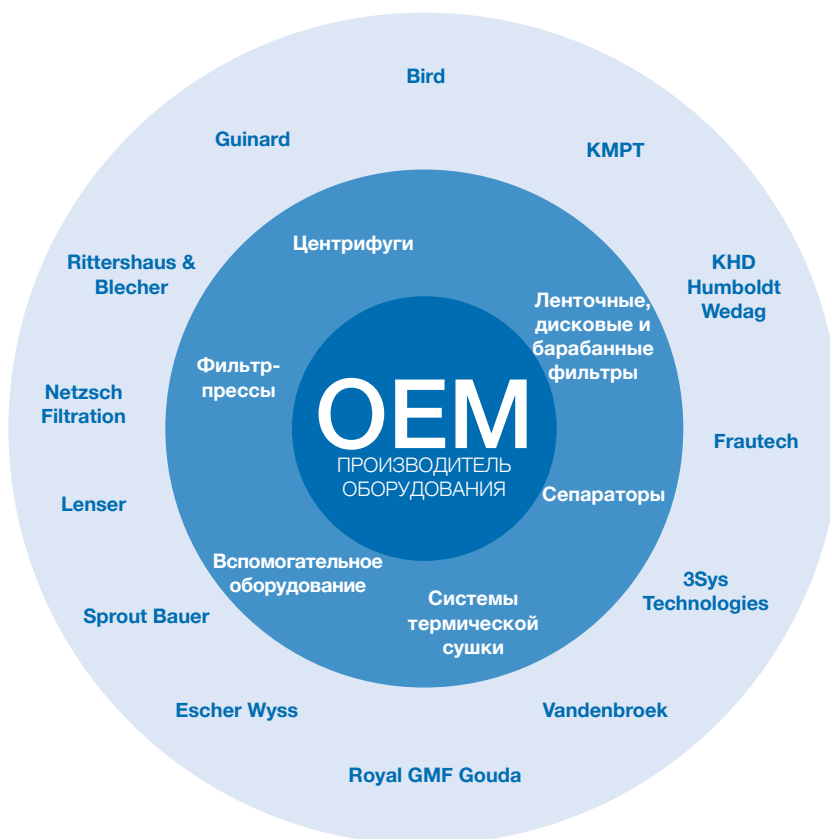 Bird
Guinard
KMPT
Центрифуги
Rittershaus &
Blecher
KHD
Humboldt
Wedag
Ленточные,
дисковые и
барабанные
фильтры
Фильтр-
прессы
Netzsch
Filtration
OEM
ПРОИЗВОДИТЕЛЬ
ОБОРУДОВАНИЯ
Frautech
Lenser
Сепараторы
Вспомогательное
оборудование
3Sys
Technologies
Системы
термической
сушки
Sprout Bauer
Escher Wyss
Vandenbroek
Royal GMF Gouda